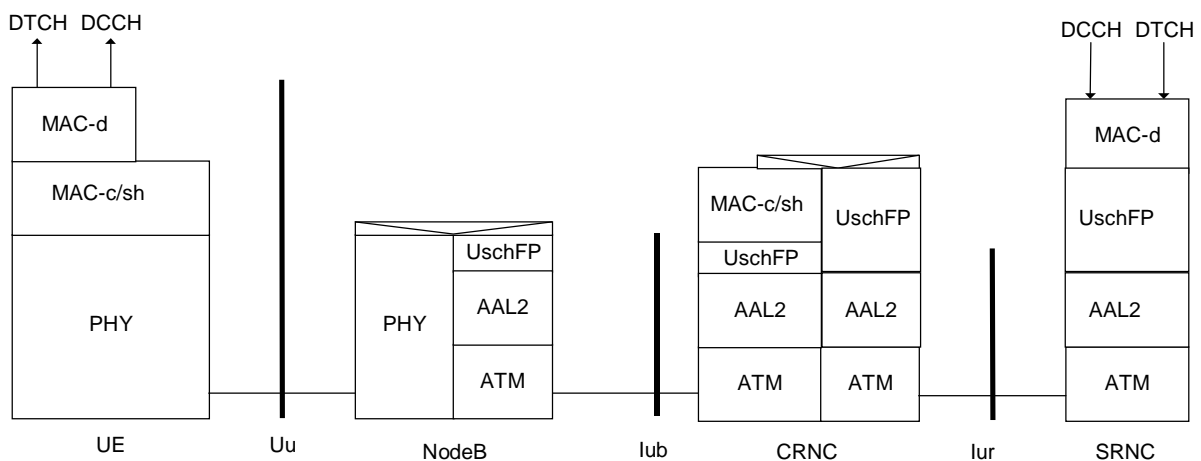 DTCH DCCH
DCCH DTCH
MAC-d
MAC-d
MAC-c/sh
MAC-c/sh
UschFP
UschFP
UschFP
UschFP
PHY
PHY
AAL2
AAL2
AAL2
AAL2
ATM
ATM
ATM
ATM
UE
Uu
NodeB
Iub
CRNC
Iur
SRNC